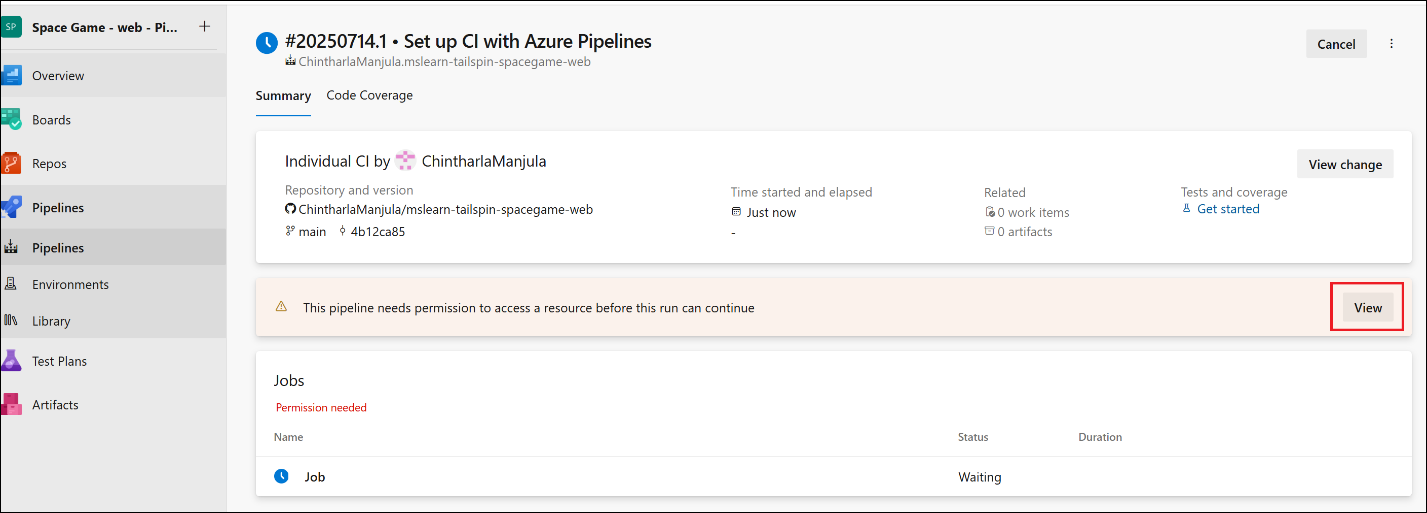 SP Space Game - web - Pi... +
Overview
Boards
Repos
Pipelines
Pipelines
Environments
Library
Test Plans
Artifacts
#20250714.1 • Set up CI with Azure Pipelines
ChintharlaManjula.mslearn-tailspin-spacegame-web
Cancel
Summary Code Coverage
Individual CI by ChintharlaManjula
View change
Repository and version
ChintharlaManjula/mslearn-tailspin-spacegame-web
main 4b12ca85
Time started and elapsed
Just now
-
Related
0 work items
0 artifacts
Tests and coverage
Get started
This pipeline needs permission to access a resource before this run can continue
View
Jobs
Permission needed
Name Status Duration
Job Waiting